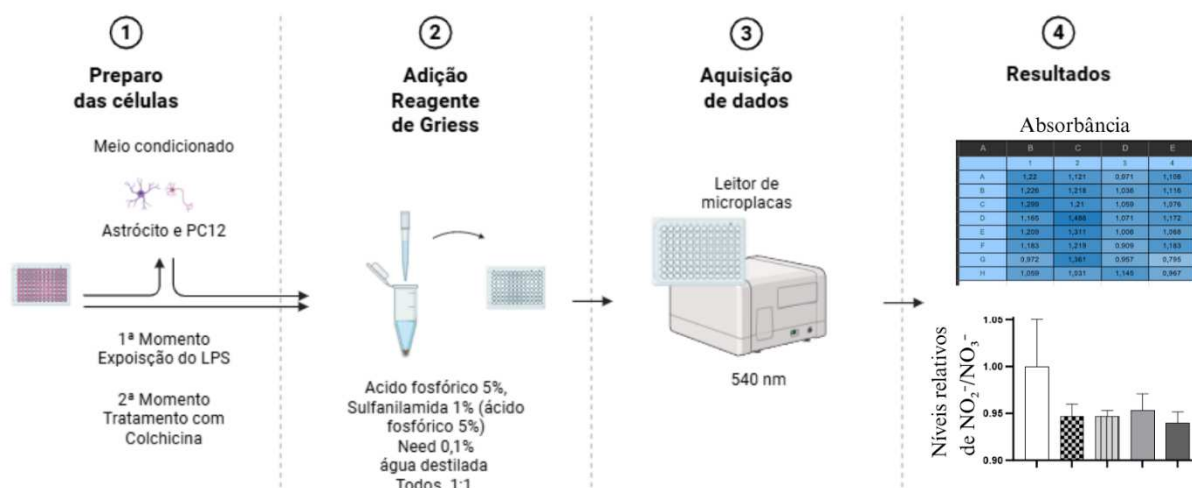 1
Preparo
das células
Meio condicionado
Astrócito e PC12
1ª Momento
Expoisção do LPS
2ª Momento
Tratamento com
Colchicina
2
Adição
Reagente
de Griess
Acido fosfórico 5%,
Sulfanilamida 1% (ácido
fosfórico 5%)
Need 0,1%
água destilada
Todos 1:1
3
Aquisição
de dados
Leitor de
microplacas
540 nm
4
Resultados
Absorbância
A B C D E
1 2 3 4
A 1,22 1,121 0,971 1,108
B 1,226 1,218 1,036 1,116
C 1,299 1,21 1,059 1,076
D 1,165 1,071 1,172
E 1,209 1,311 1,008 1,068
F 1,183 1,219 0,909 1,183
G 0,972 1,361 0,957 0,795
H 1,059 1,031 1,145 0,967
Níveis relativos
de NO₂⁻/NO₃⁻
1.05
1.00
0.95
0.90